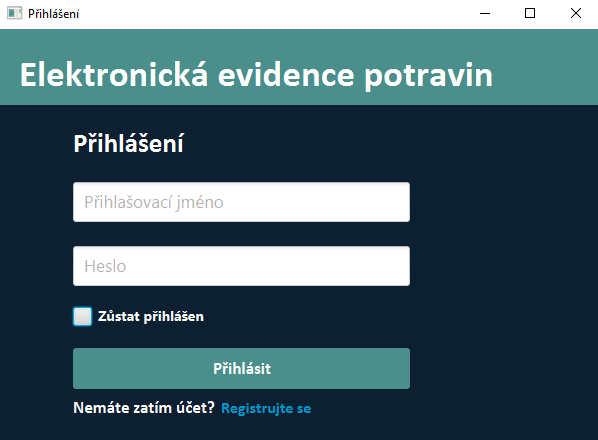 Přihlášení
Elektronická evidence potravin
Přihlášení
Přihlašovací jméno
Heslo
Zůstat přihlášen
Přihlásit
Nemáte zatím účet? Registrujte se